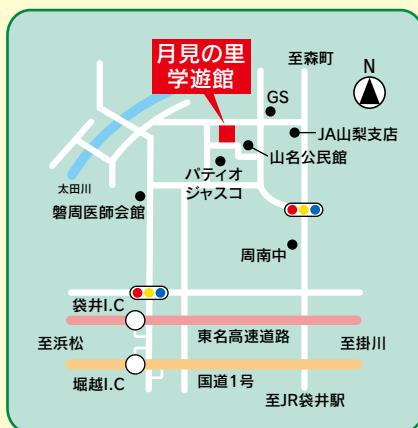 月見の里
学遊館
至森町
N
GS
JA山梨支店
山名公民館
パティオ
ジャスコ
太田川
磐周医師会館
周南中
袋井I.C
東名高速道路
至浜松
至掛川
堀越I.C
国道1号
至JR袋井駅